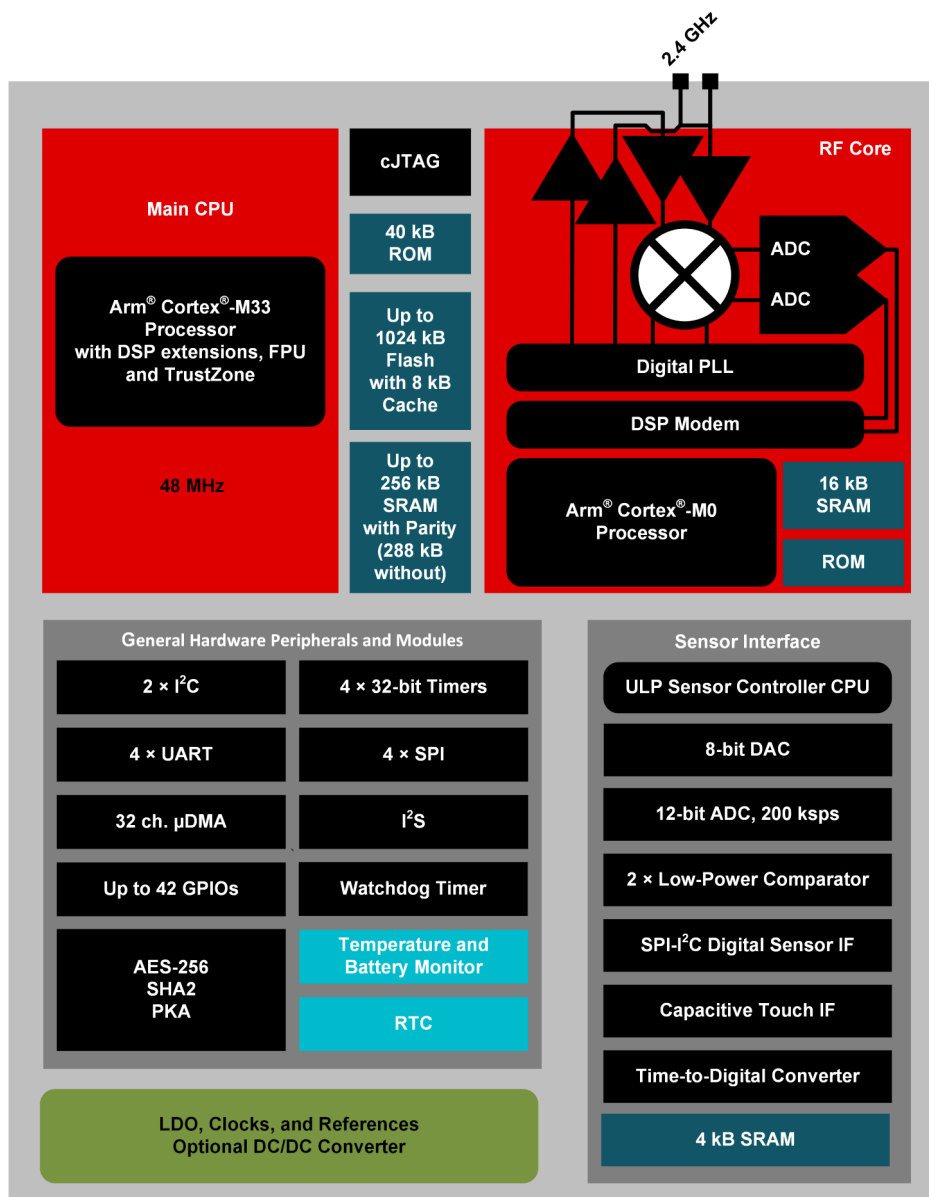 2.4 GHz
Main CPU
Arm® Cortex®-M33
Processor
with DSP extensions, FPU
and TrustZone
48 MHz
cJTAG
40 kB
ROM
Up to
1024 kB
Flash
with 8 kB
Cache
Up to
256 kB
SRAM
with Parity
(288 kB
without)
RF Core
ADC
ADC
Digital PLL
DSP Modem
Arm® Cortex®-M0
Processor
16 kB
SRAM
ROM
General Hardware Peripherals and Modules
2 × I²C
4 × 32-bit Timers
4 × UART
4 × SPI
32 ch. µDMA
I²S
Up to 42 GPIOs
Watchdog Timer
AES-256
SHA2
PKA
Temperature and
Battery Monitor
RTC
LDO, Clocks, and References
Optional DC/DC Converter
Sensor Interface
ULP Sensor Controller CPU
8-bit DAC
12-bit ADC, 200 ksps
2 × Low-Power Comparator
SPI-I²C Digital Sensor IF
Capacitive Touch IF
Time-to-Digital Converter
4 kB SRAM